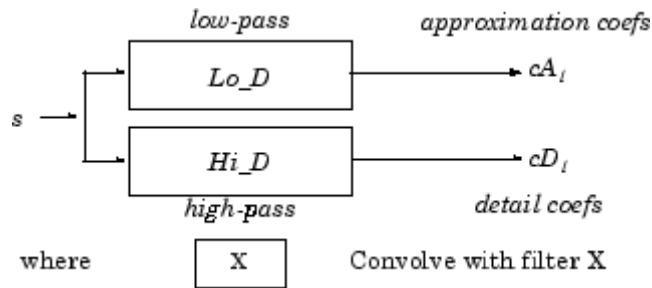 low-pass
approximation coefs
Lo_D
cA₁
s
Hi_D
cD₁
high-pass
detail coefs
where
X
Convolve with filter X